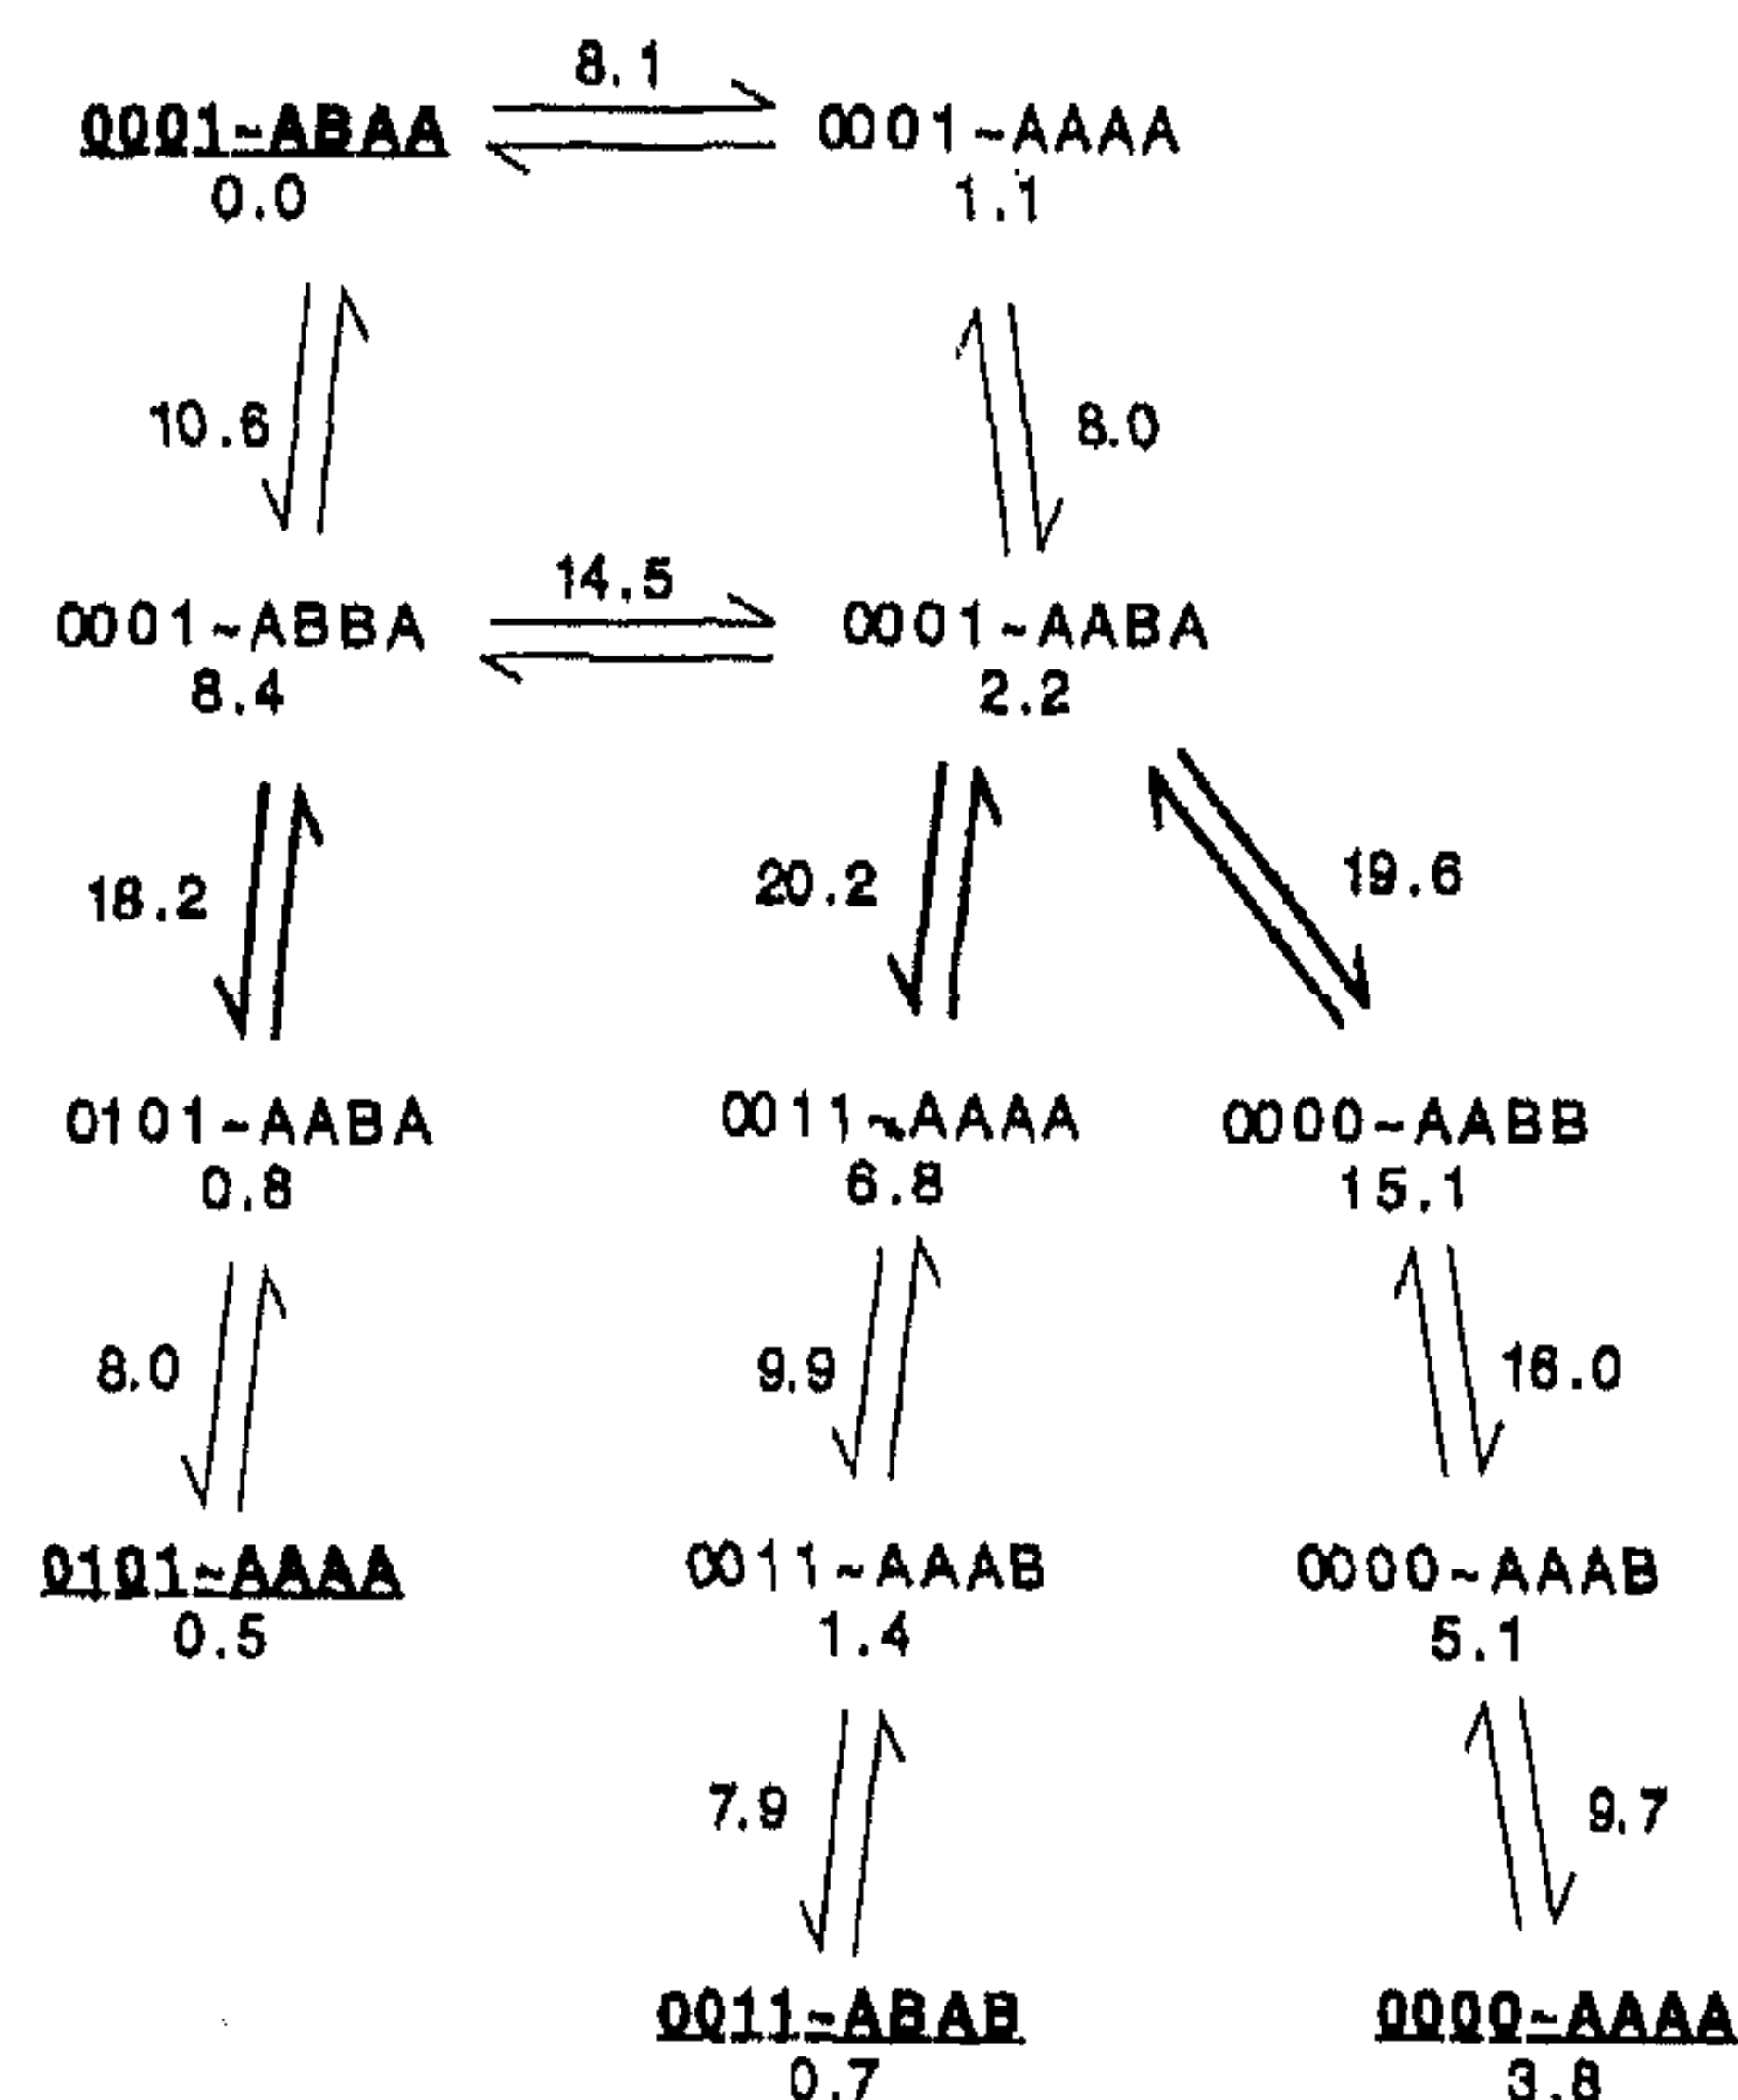 8.1
0001~ABAA 0001~AAAA
0.0 1.1
10.6 8.0
14.5
0001~ABBA 0001~AABA
8.4 2.2
18.2 20.2 19.6
0101~AABA 0011~AAAA 0000~AABB
0.8 6.8 15.1
8.0 9.9 16.0
0101~AAAA 0011~AAAB 0000~AAAB
0.5 1.4 5.1
7.9 9.7
0011~ABAB 0000~AAAA
0.7 3.8